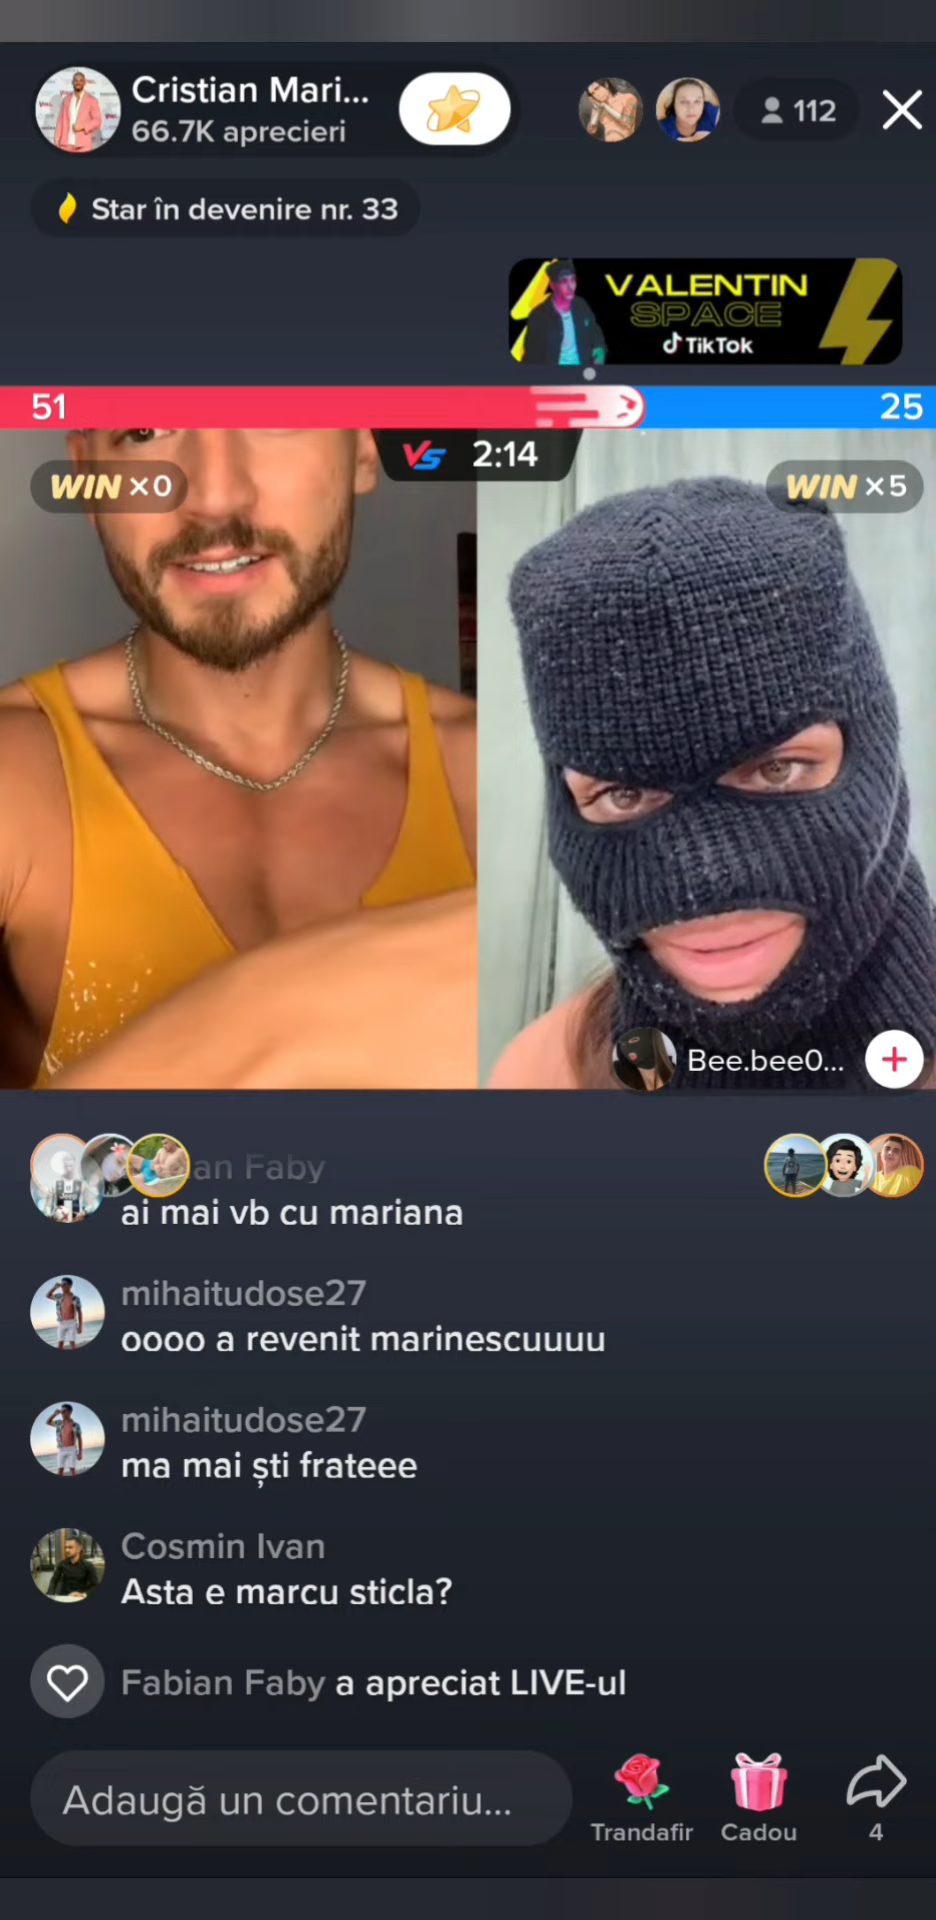 Cristian Mari...
66.7K aprecieri
112
Star în devenire nr. 33
VALENTIN
SPACE
TikTok
51
25
VS 2:14
WIN x0
WIN x5
Bee.bee0...
an Faby
ai mai vb cu mariana
mihaitudose27
oooo a revenit marinescuuuu
mihaitudose27
ma mai ști frateee
Cosmin Ivan
Asta e marcu sticla?
Fabian Faby a apreciat LIVE-ul
Adaugă un comentariu...
Trandafir
Cadou
4